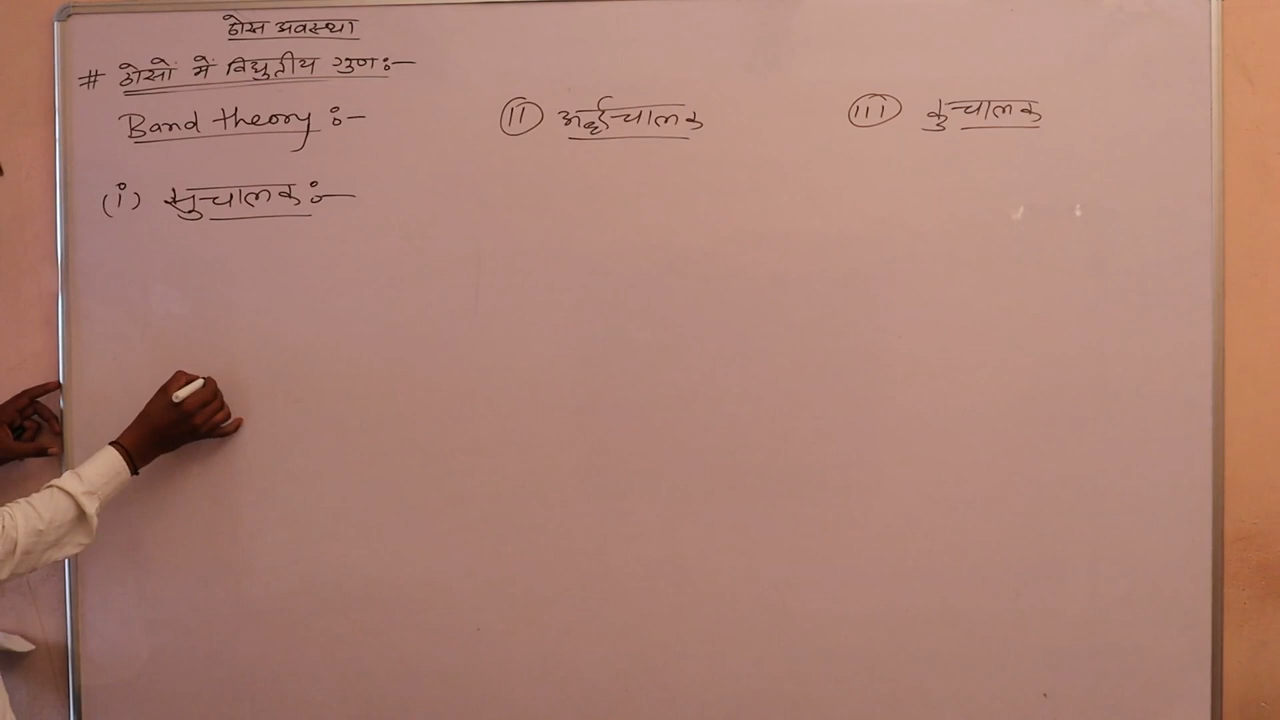 ठोस अवस्था
# ठोसों में विद्युतीय गुण :-
Band theory :-
(i) सुचालक :-
(II) अर्द्धचालक
(III) कुचालक